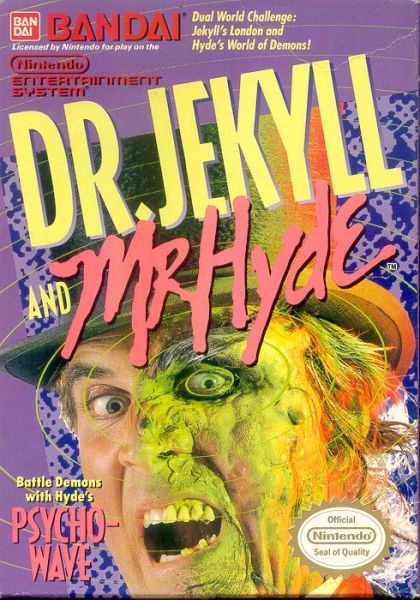 BAN
DAI
BANDAI®
Dual World Challenge:
Jekyll's London and
Hyde's World of Demons!
Licensed by Nintendo for play on the
Nintendo
ENTERTAINMENT
SYSTEM®
DR. JEKYLL
AND
MR Hyde
TM
Battle Demons
with Hyde's
PSYCHO-
WAVE
Official
Nintendo
Seal of Quality